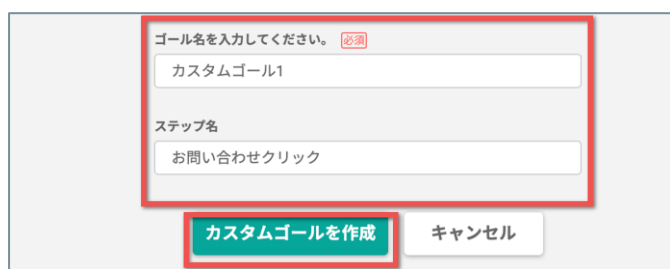 ゴール名を入力してください。 必須
カスタムゴール1
ステップ名
お問い合わせクリック
カスタムゴールを作成 キャンセル